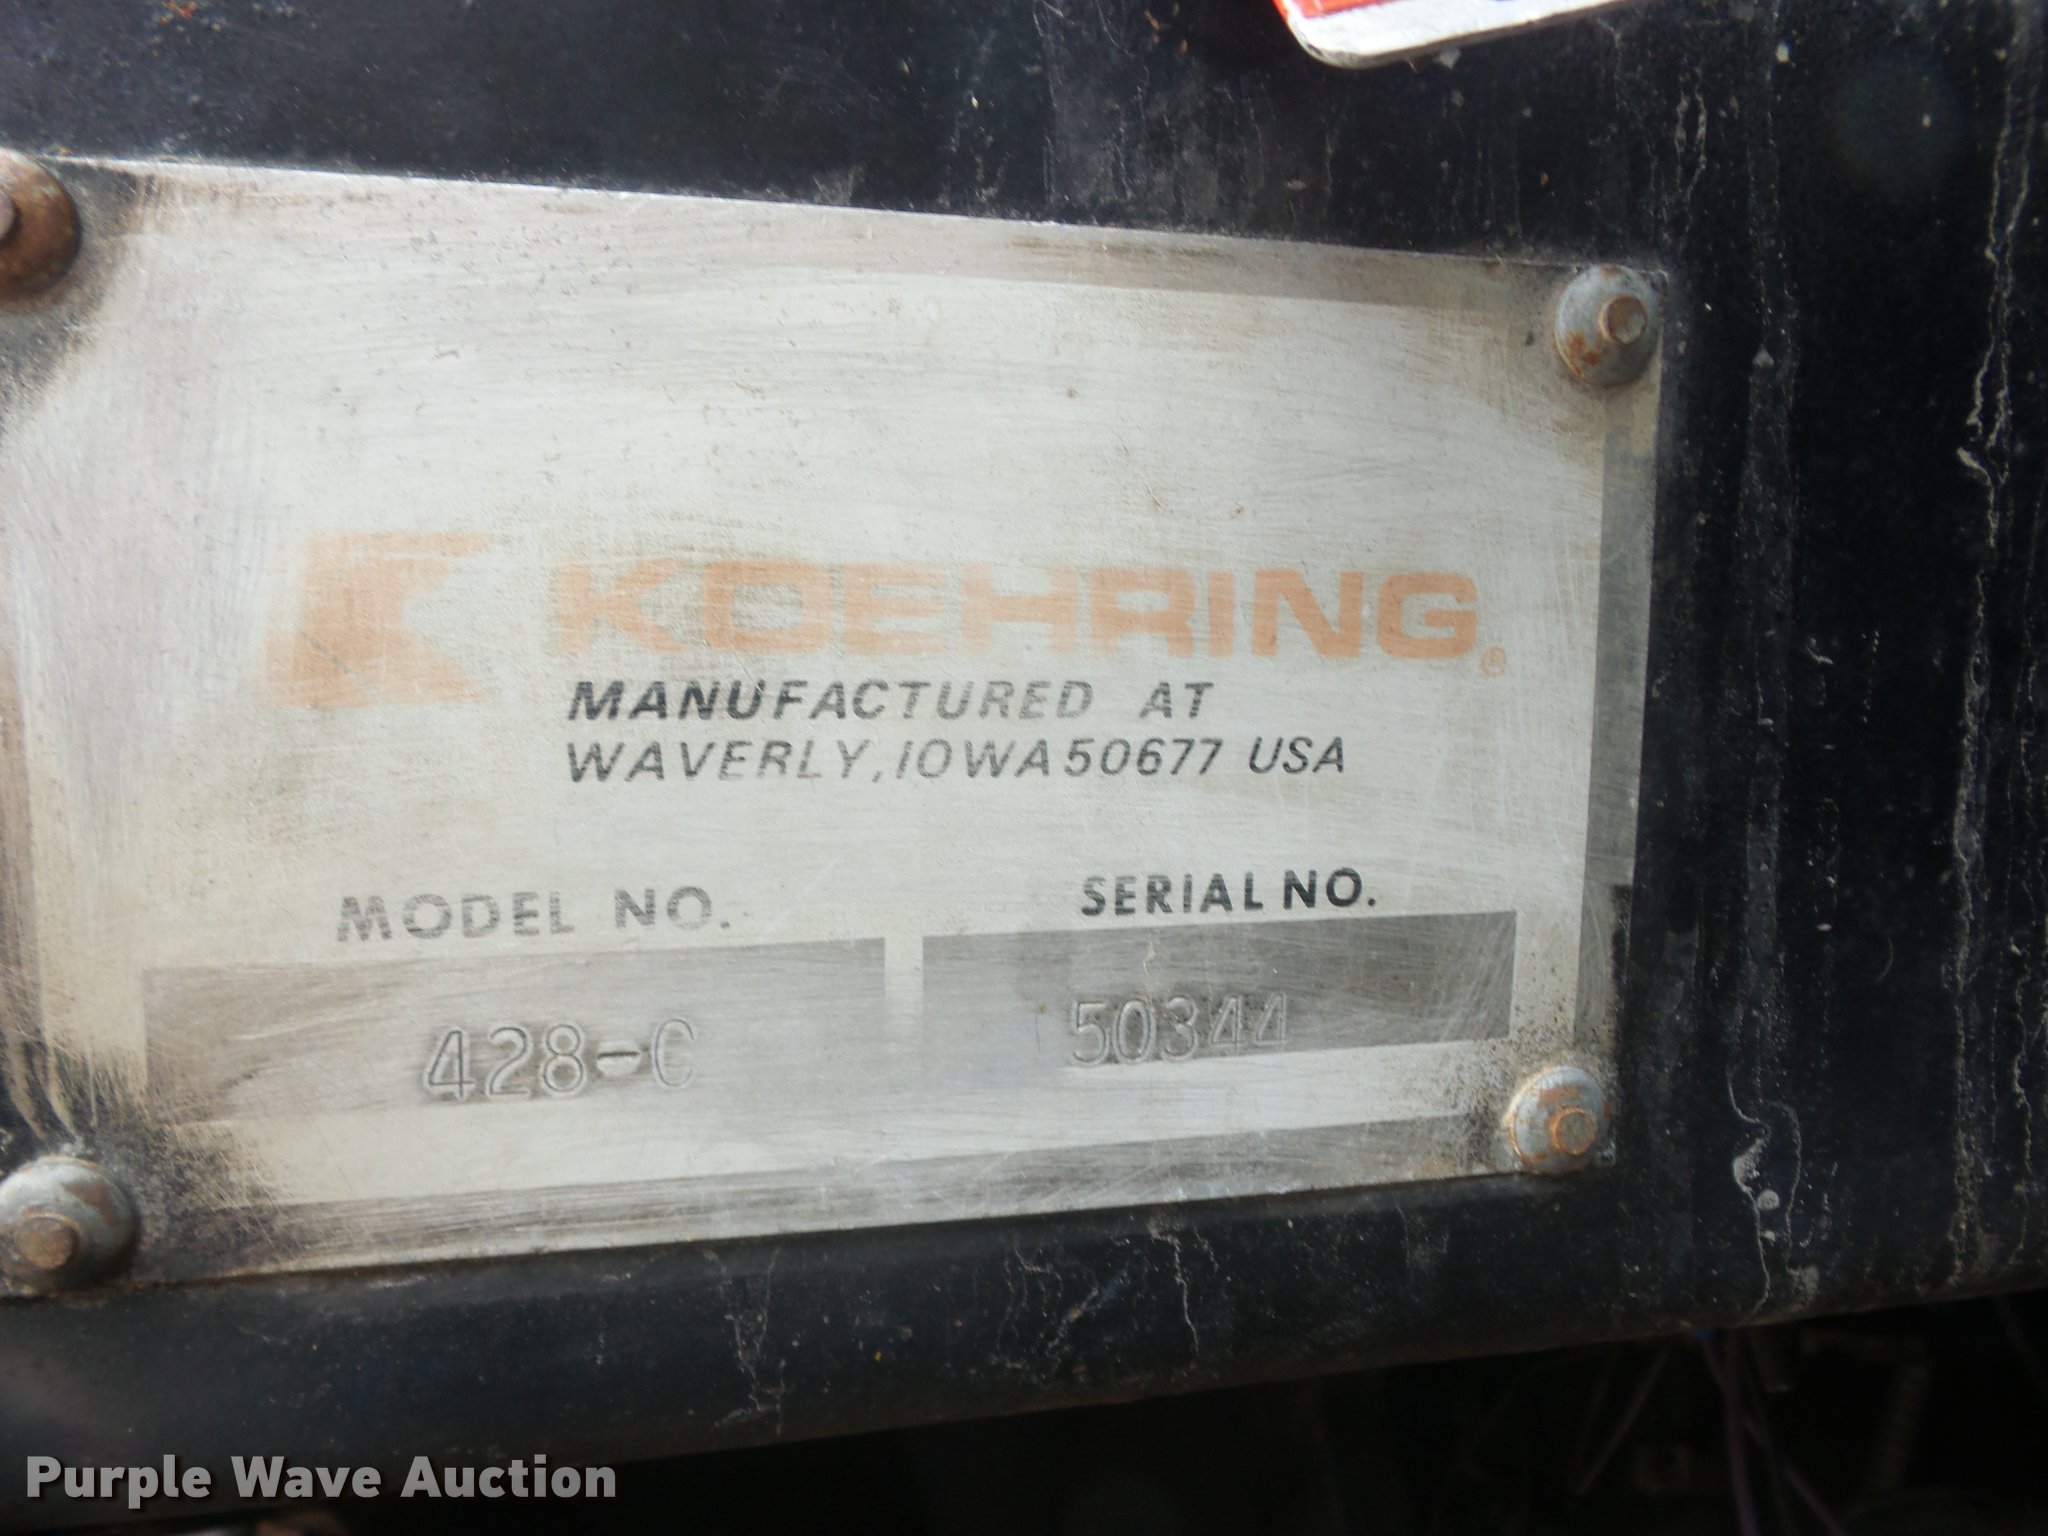 KOEHRING®
MANUFACTURED AT
WAVERLY, IOWA 50677 USA
MODEL NO. SERIAL NO.
428-C 50344
Purple Wave Auction